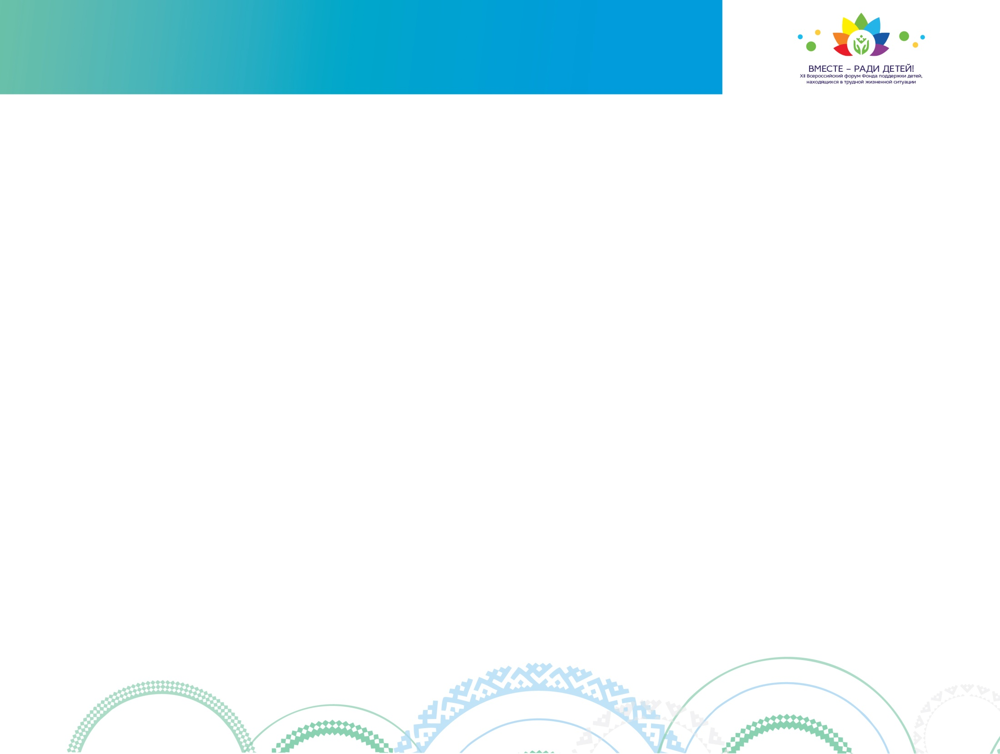 ВМЕСТЕ – РАДИ ДЕТЕЙ!
XII Всероссийский форум Фонда поддержки детей,
находящихся в трудной жизненной ситуации